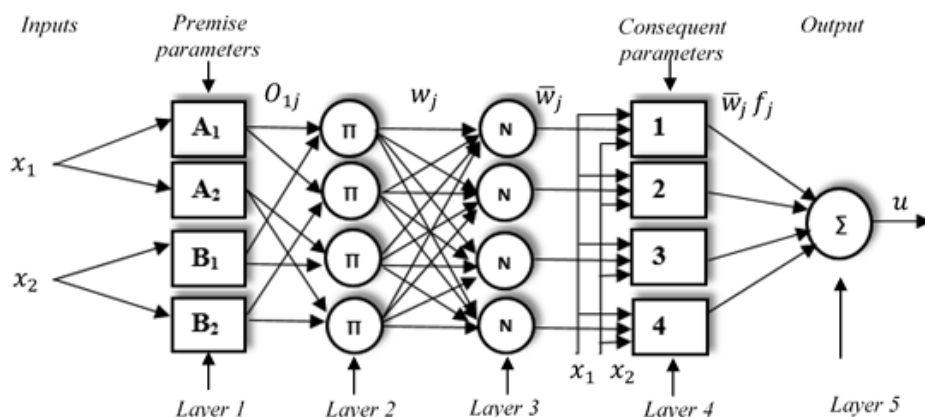 Inputs
Premise parameters
Consequent parameters
Output
O₁ⱼ
wⱼ
w̅ⱼ
w̅ⱼ fⱼ
A₁
Π
N
1
x₁
A₂
Π
N
2
Σ
u
B₁
Π
N
3
x₂
B₂
Π
N
4
x₁
x₂
Layer 1
Layer 2
Layer 3
Layer 4
Layer 5